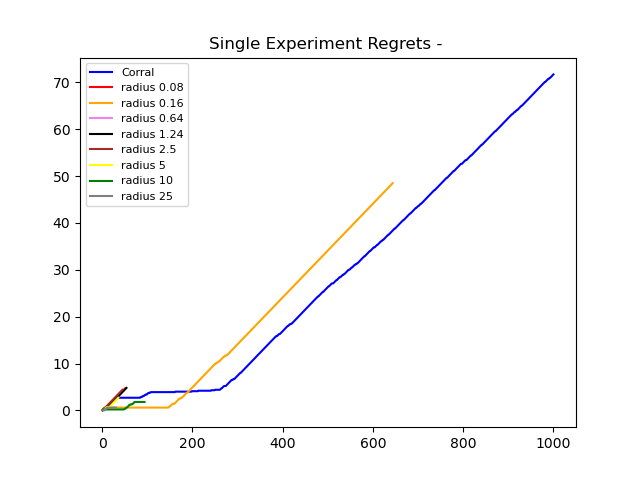 Single Experiment Regrets -
70
60
50
40
30
20
10
0
Corral
radius 0.08
radius 0.16
radius 0.64
radius 1.24
radius 2.5
radius 5
radius 10
radius 25
0 200 400 600 800 1000